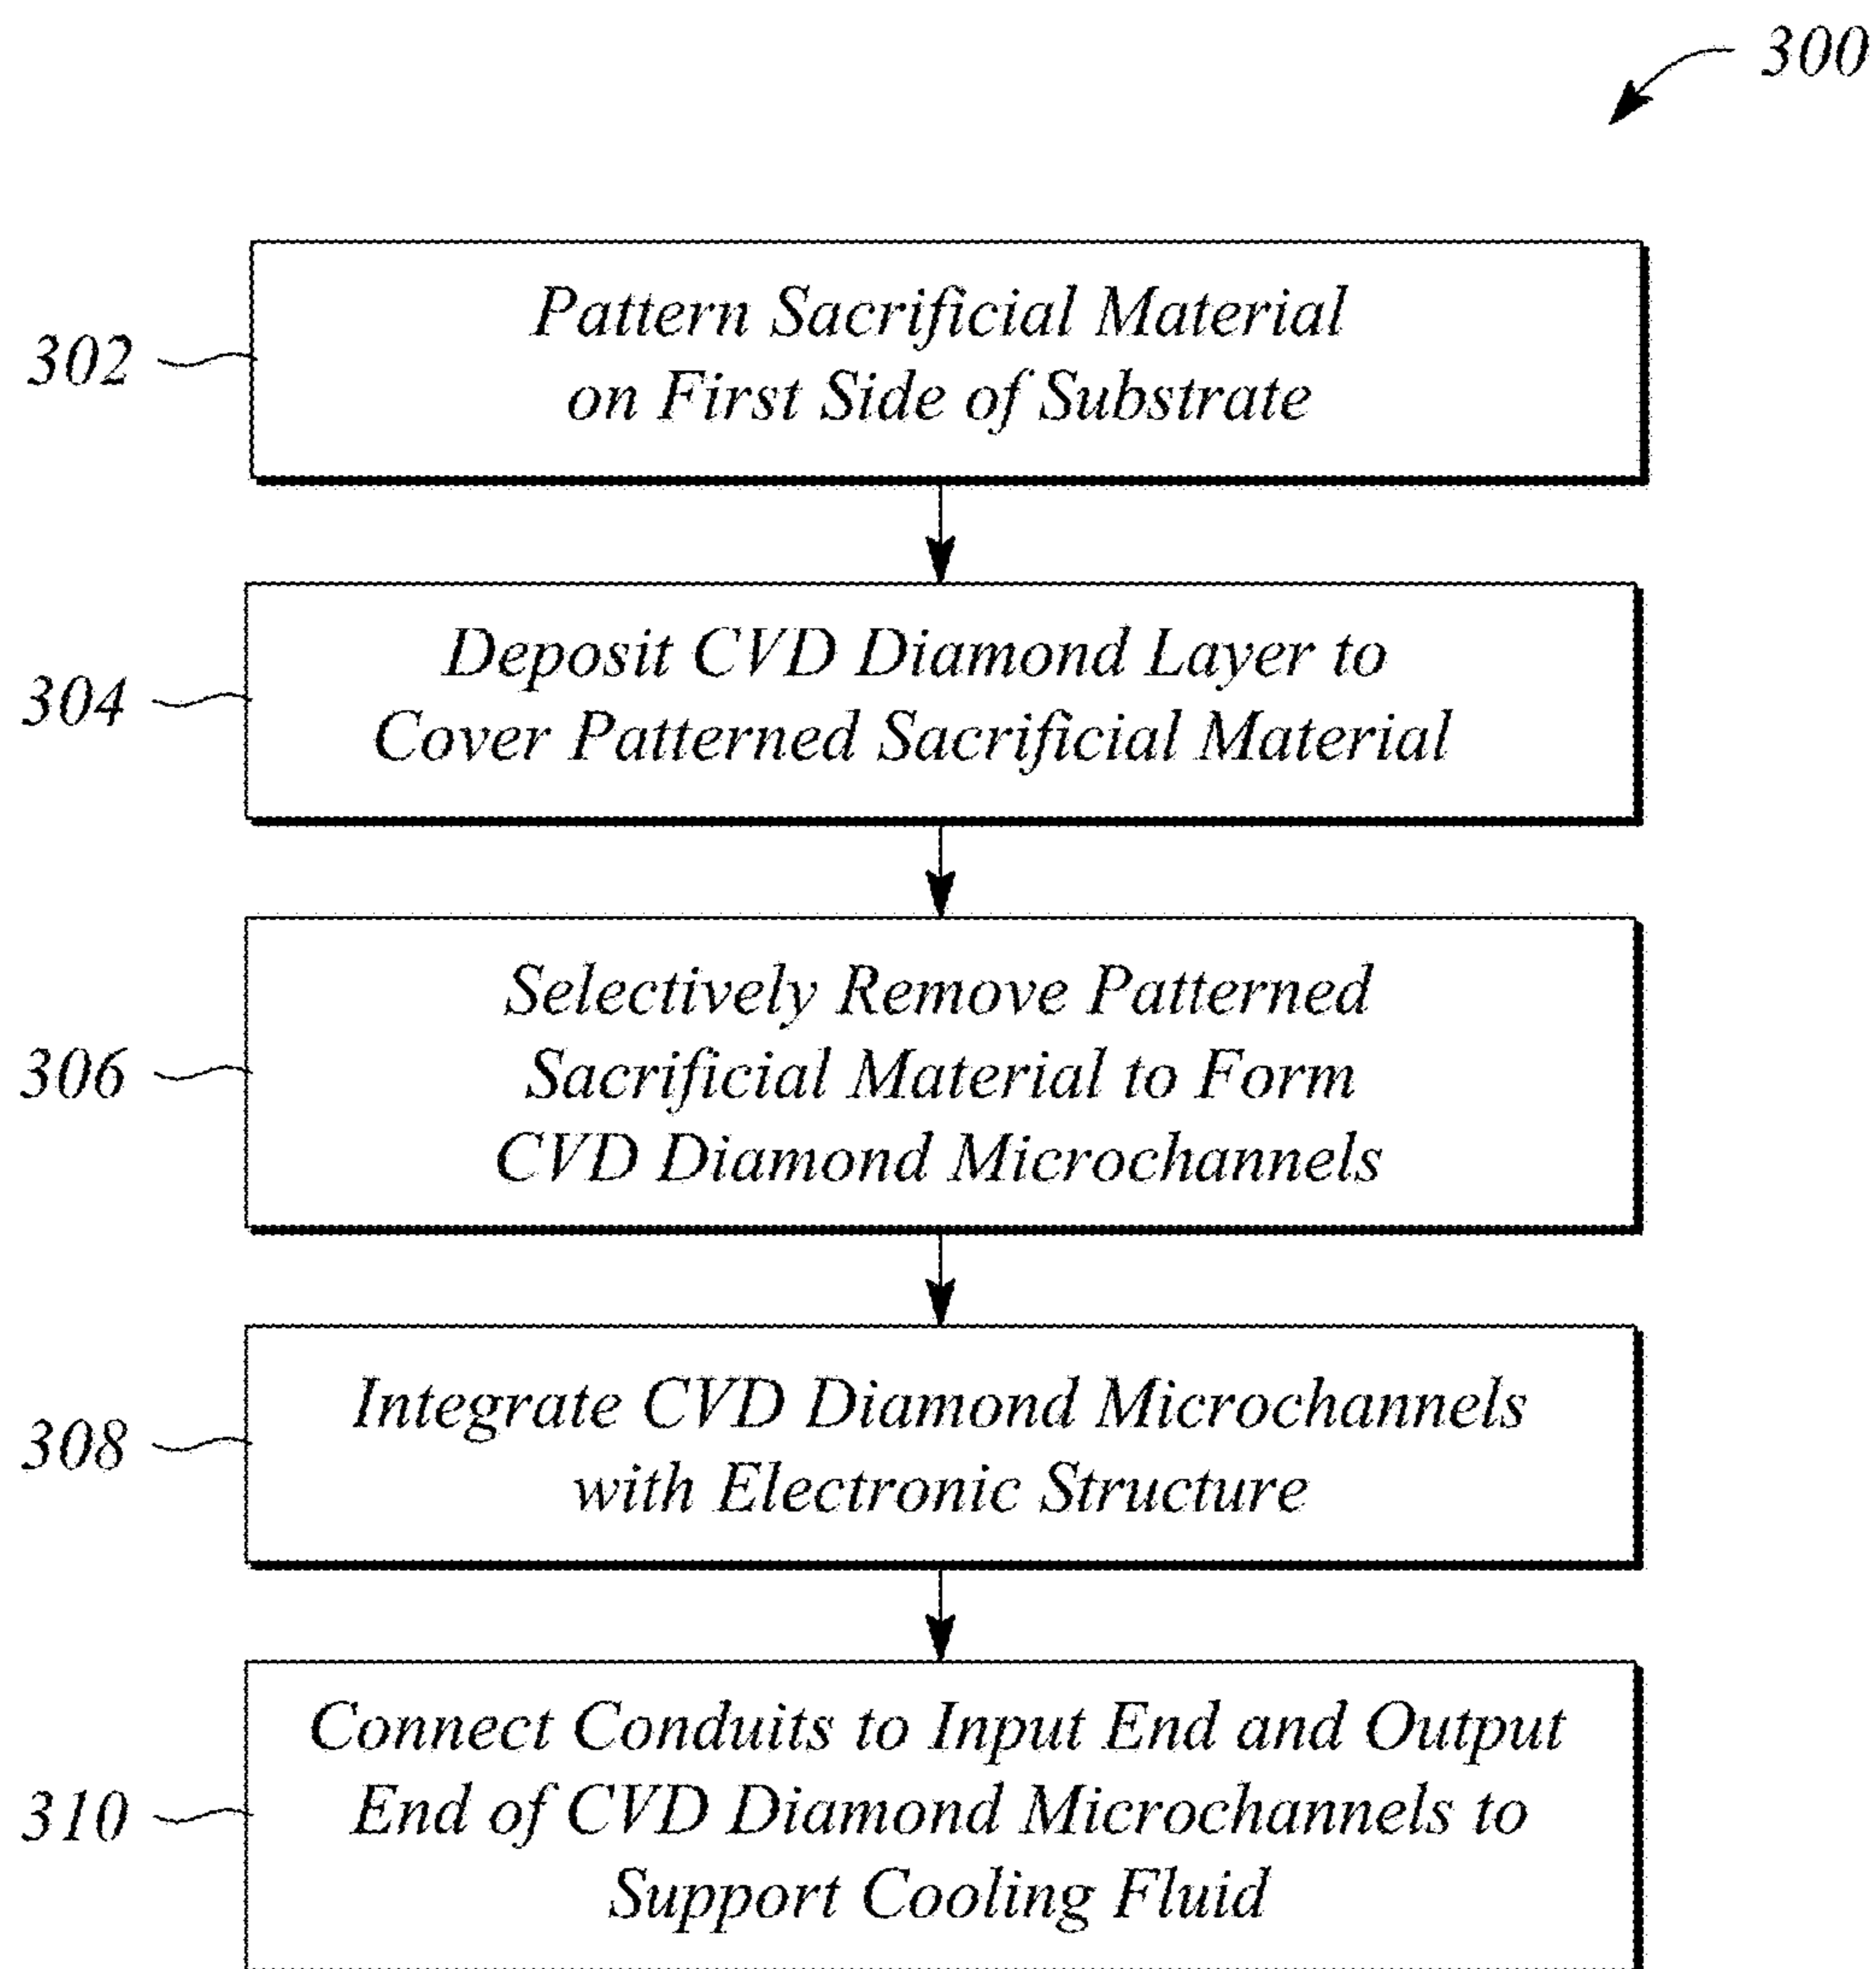 300
302
Pattern Sacrificial Material
on First Side of Substrate
304
Deposit CVD Diamond Layer to
Cover Patterned Sacrificial Material
306
Selectively Remove Patterned
Sacrificial Material to Form
CVD Diamond Microchannels
308
Integrate CVD Diamond Microchannels
with Electronic Structure
310
Connect Conduits to Input End and Output
End of CVD Diamond Microchannels to
Support Cooling Fluid